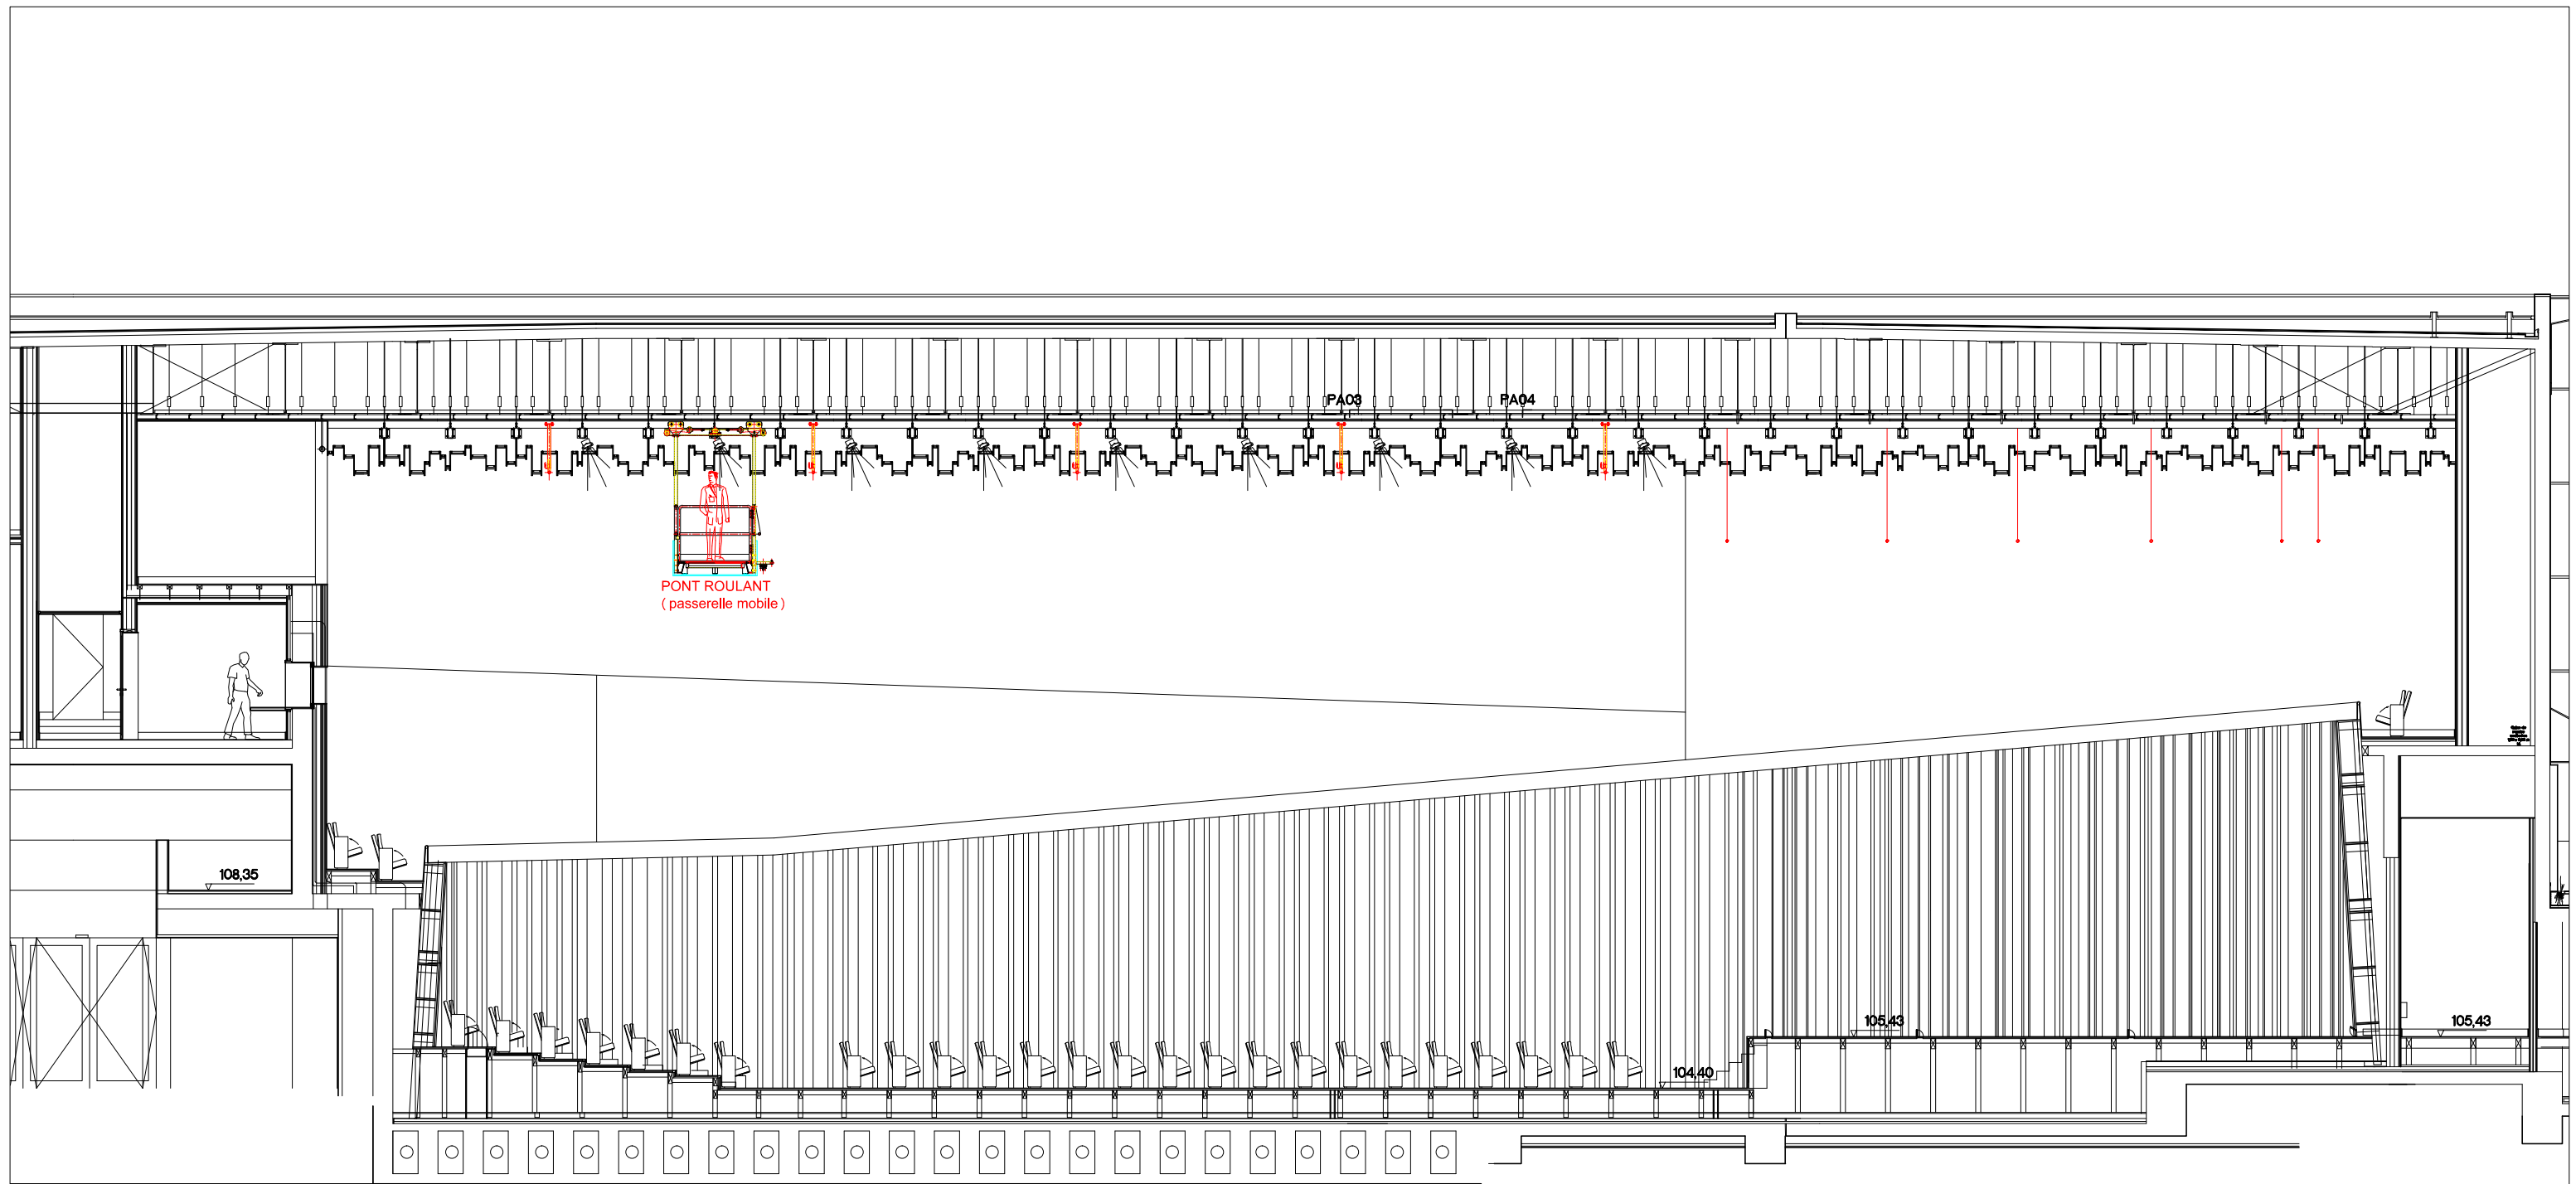 PA03 PA04
PONT ROULANT
( passerelle mobile )
108,35
105,43 105,43
104,40